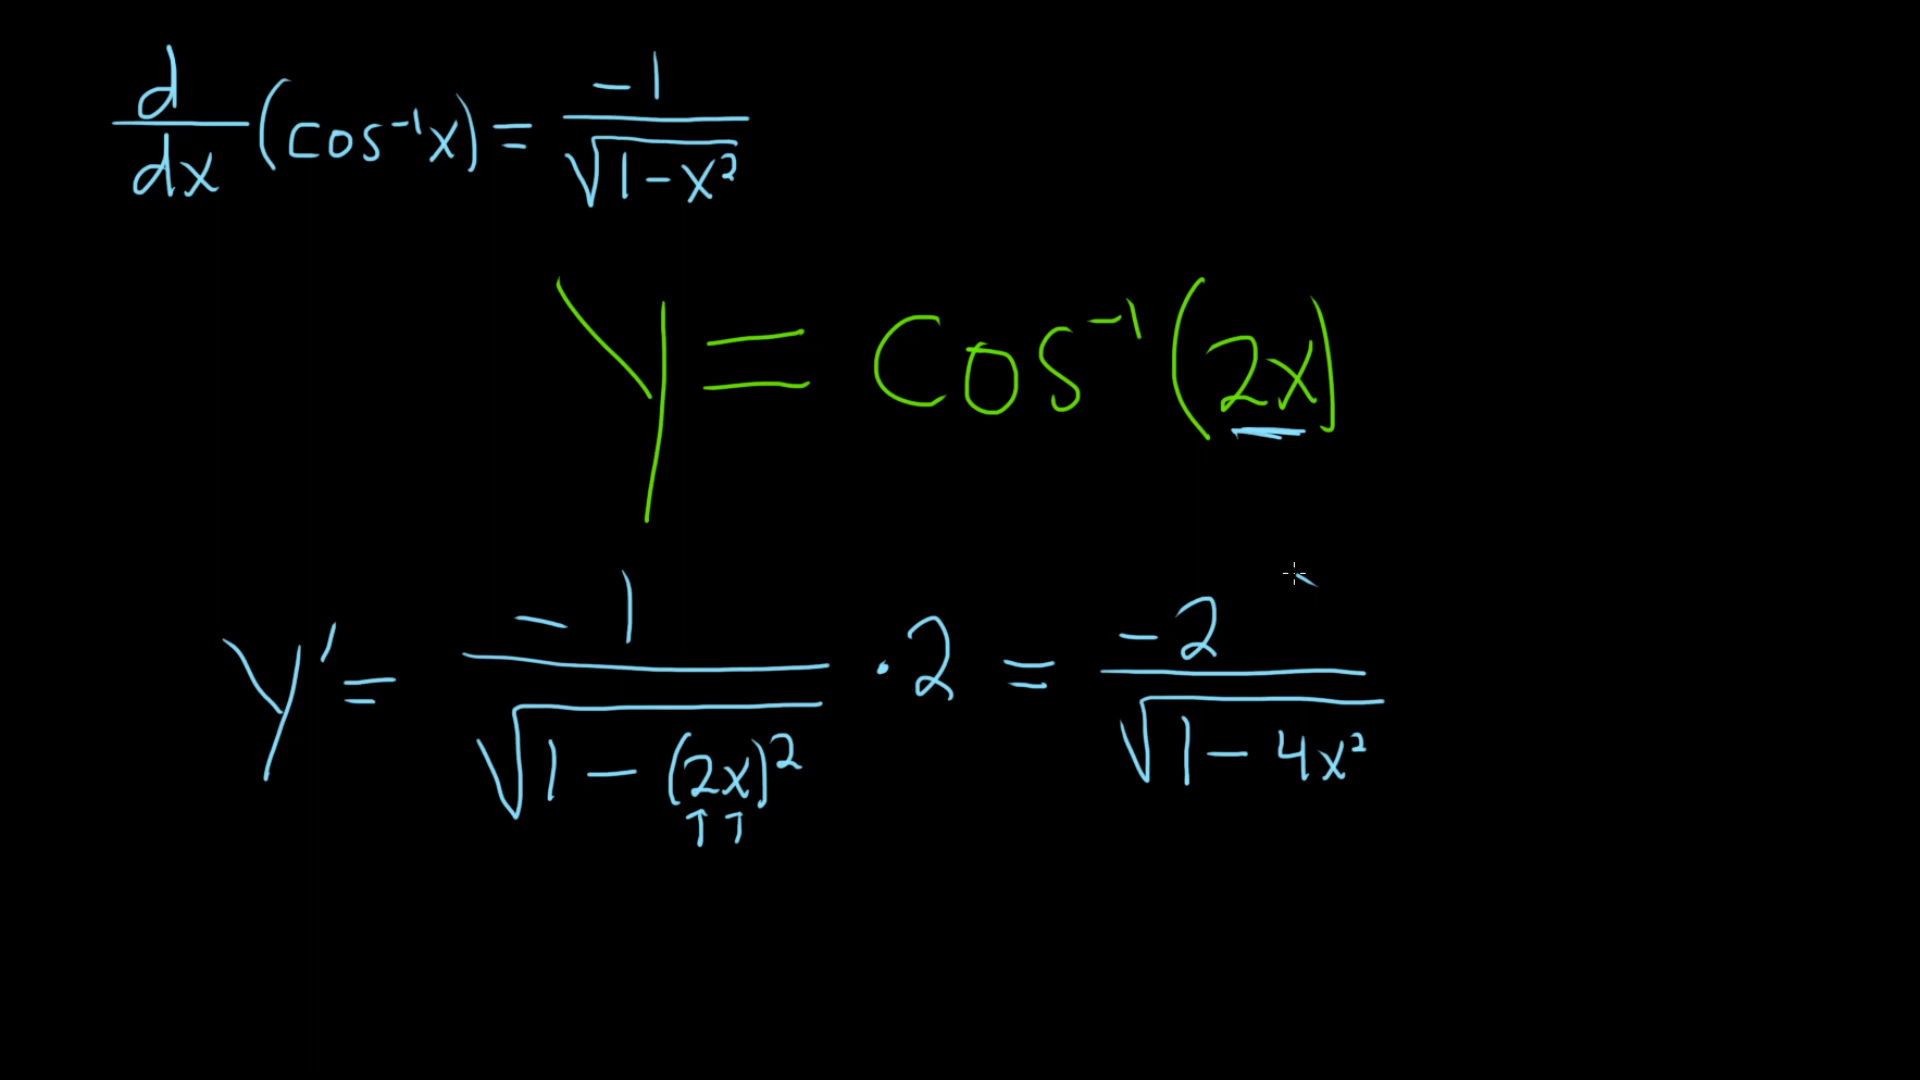 d/dx (cos⁻¹x) = -1/√(1-x²)
Y = Cos⁻¹(2x)
Y' = -1/√(1-(2x)²) · 2 = -2/√(1-4x²)
↑↑